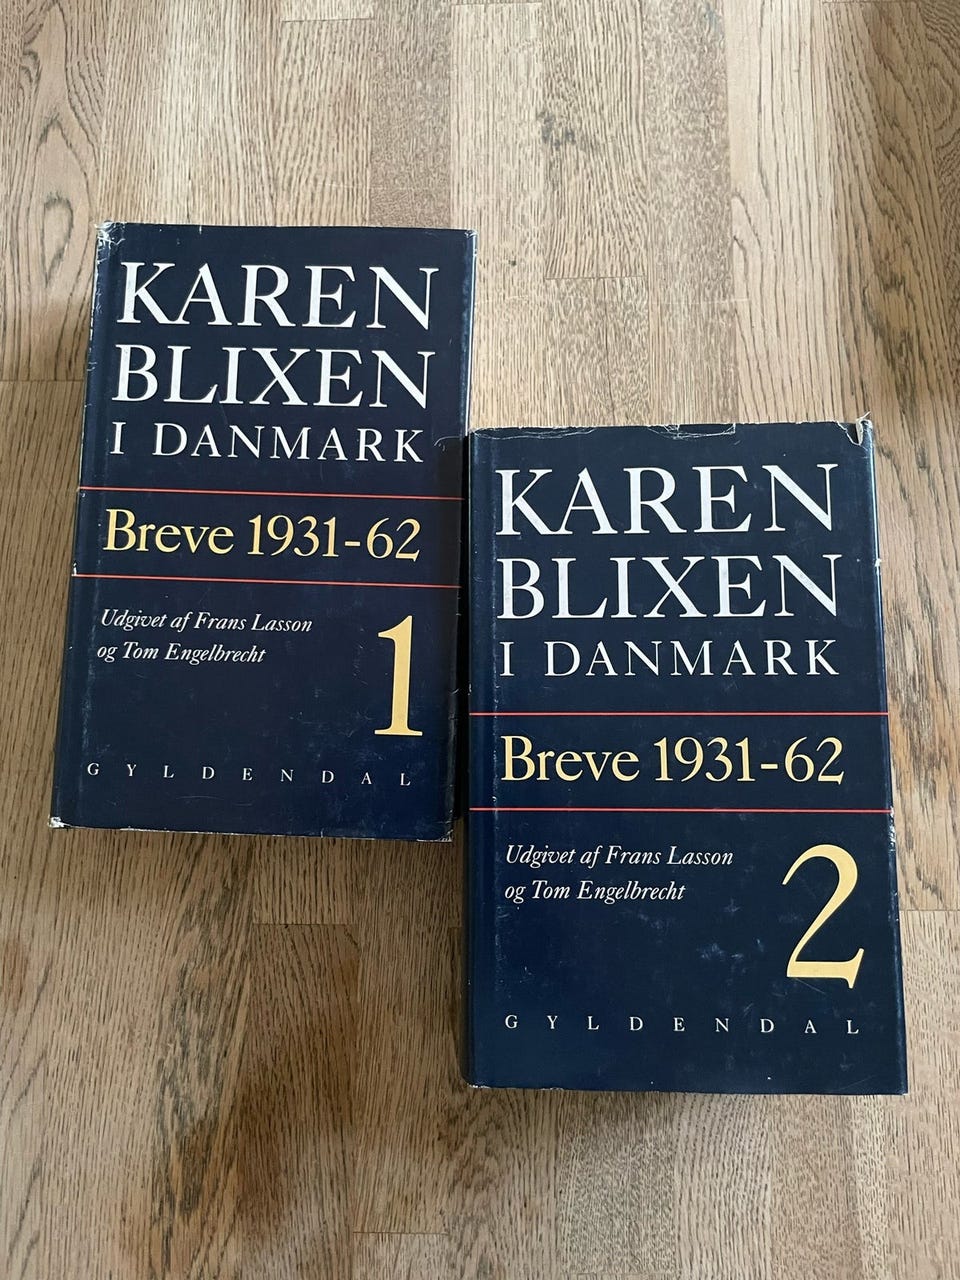 KAREN
BLIXEN
I DANMARK
Breve 1931-62
Udgivet af Frans Lasson
og Tom Engelbrecht
1
GYLDENDAL
KAREN
BLIXEN
I DANMARK
Breve 1931-62
Udgivet af Frans Lasson
og Tom Engelbrecht
2
GYLDENDAL